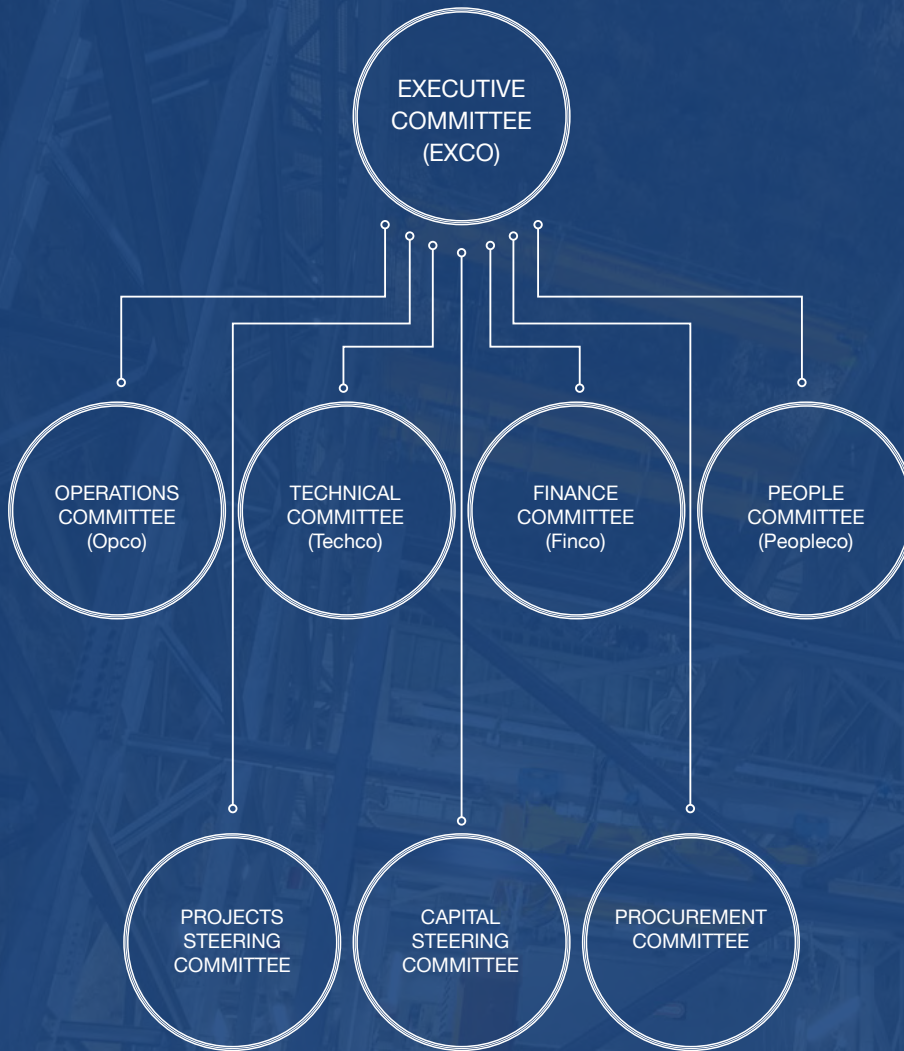 EXECUTIVE
COMMITTEE
(EXCO)
OPERATIONS
COMMITTEE
(Opco)
TECHNICAL
COMMITTEE
(Techco)
FINANCE
COMMITTEE
(Finco)
PEOPLE
COMMITTEE
(Peopleco)
PROJECTS
STEERING
COMMITTEE
CAPITAL
STEERING
COMMITTEE
PROCUREMENT
COMMITTEE